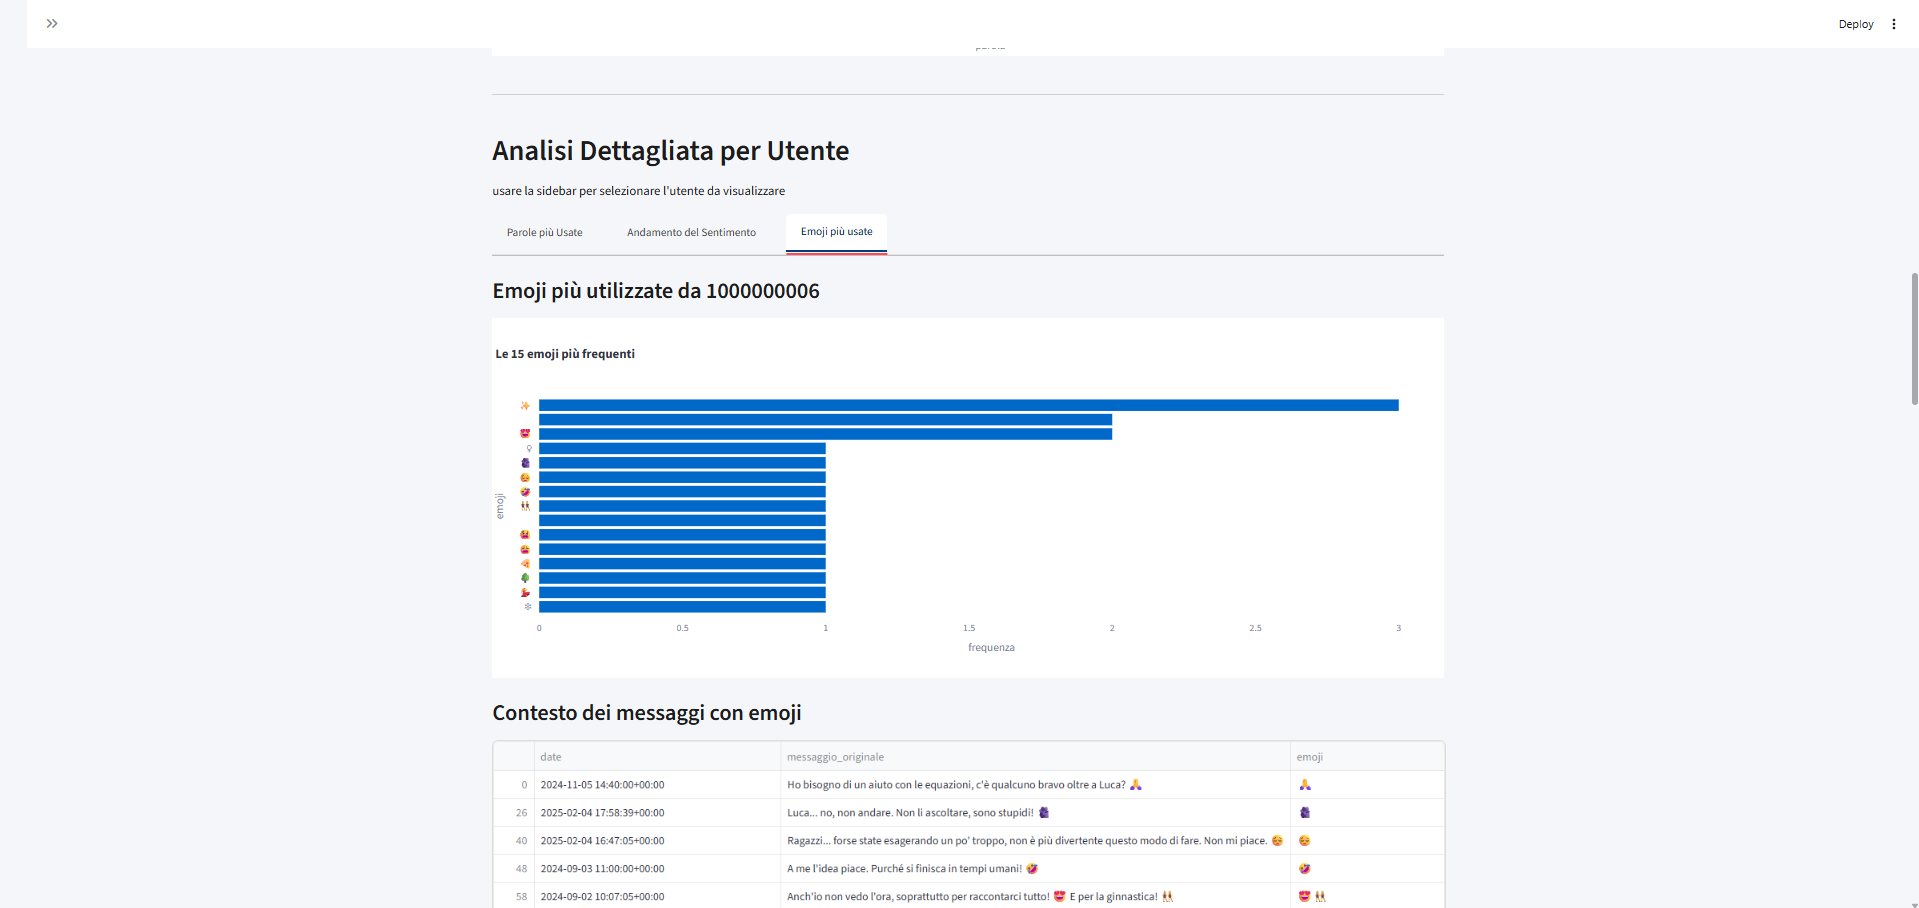 Deploy
Analisi Dettagliata per Utente
usare la sidebar per selezionare l'utente da visualizzare
Parole più Usate
Andamento del Sentimento
Emoji più usate
Emoji più utilizzate da 1000000006
Le 15 emoji più frequenti
emoji
0 0.5 1 1.5 2 2.5 3
frequenza
Contesto dei messaggi con emoji
date messaggio_originale emoji
0 2024-11-05 14:40:00+00:00 Ho bisogno di un aiuto con le equazioni, c'è qualcuno bravo oltre a Luca?
26 2025-02-04 17:58:39+00:00 Luca... no, non andare. Non li ascoltare, sono stupidi!
40 2025-02-04 16:47:05+00:00 Ragazzi... forse state esagerando un po' troppo, non è più divertente questo modo di fare. Non mi piace.
48 2024-09-03 11:00:00+00:00 A me l'idea piace. Purché si finisca in tempi umani! 🤣 🤣
58 2024-09-02 10:07:05+00:00 Anch'io non vedo l'ora, soprattutto per raccontarci tutto! 😍 E per la ginnastica! 👯 😍 👯